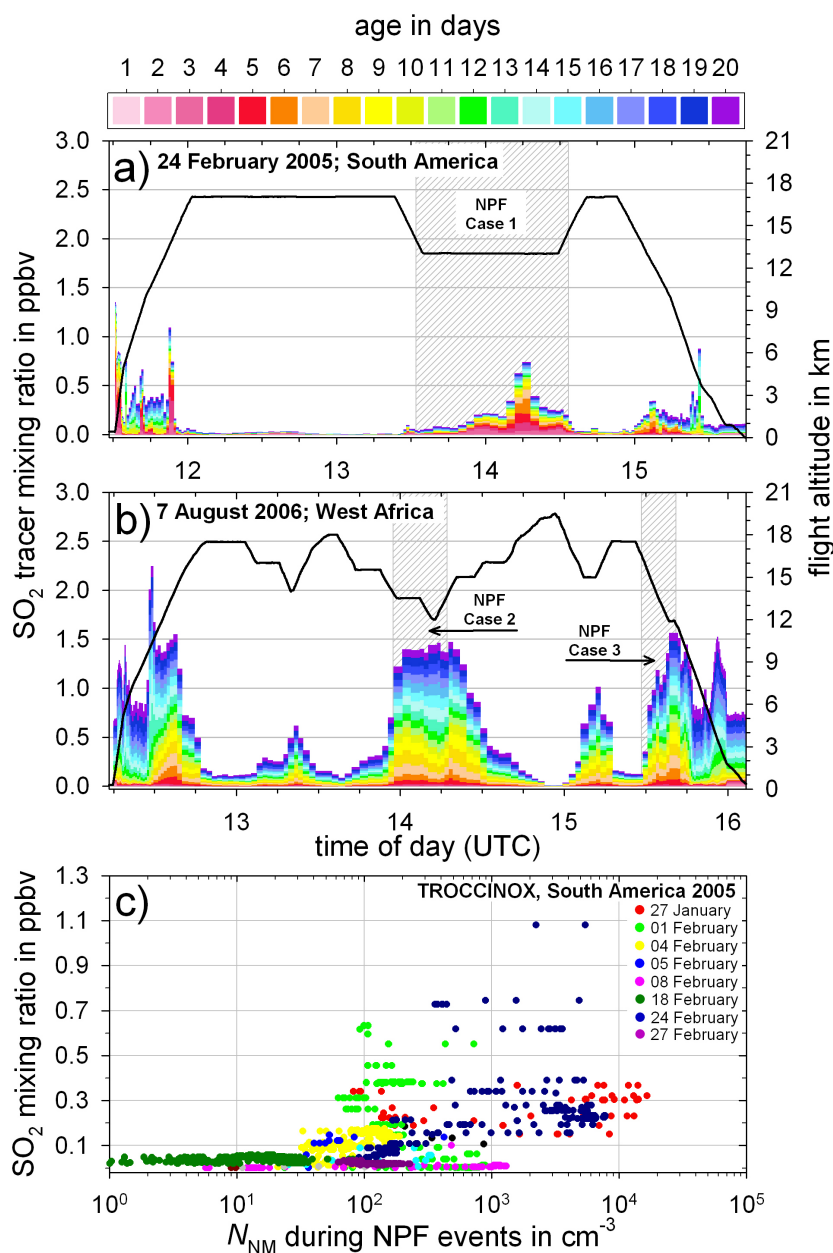 age in days
1 2 3 4 5 6 7 8 9 10 11 12 13 14 15 16 17 18 19 20
a) 24 February 2005; South America
3.0
2.5
2.0
1.5
1.0
0.5
0.0
NPF
Case 1
21
18
15
12
9
6
3
0
12 13 14 15
SO2 tracer mixing ratio in ppbv
flight altitude in km
b) 7 August 2006; West Africa
3.0
2.5
2.0
1.5
1.0
0.5
0.0
NPF
Case 2
NPF
Case 3
21
18
15
12
9
6
3
0
13 14 15 16
time of day (UTC)
c) TROCCINOX, South America 2005
27 January
01 February
04 February
05 February
08 February
18 February
24 February
27 February
SO2 mixing ratio in ppbv
1.3
1.1
0.9
0.7
0.5
0.3
0.1
10^0 10^1 10^2 10^3 10^4 10^5
NNM during NPF events in cm^-3